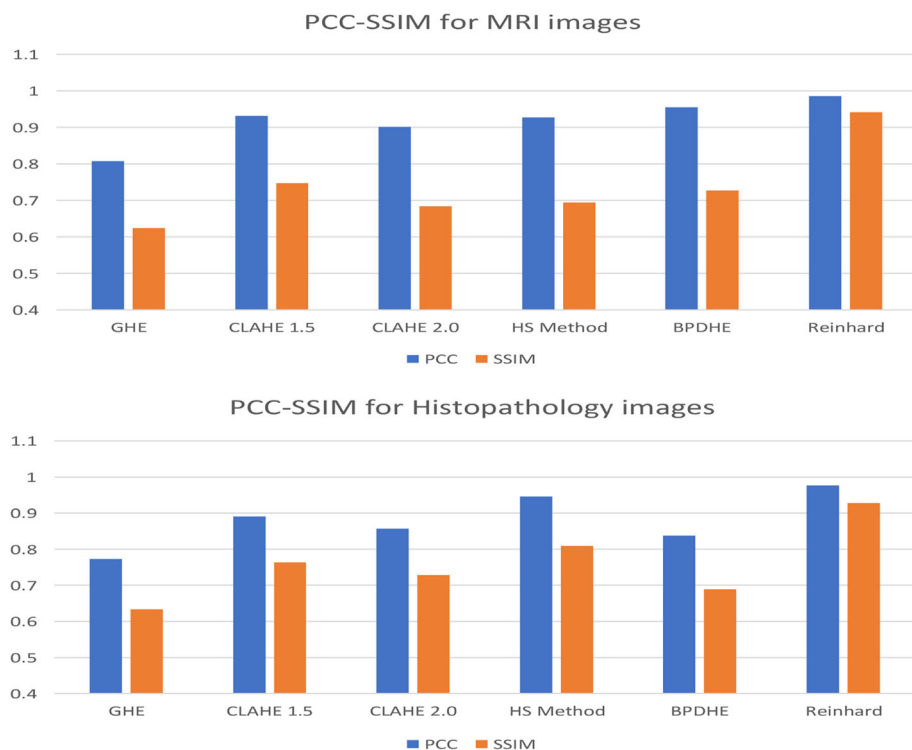 PCC-SSIM for MRI images
1.1
1
0.9
0.8
0.7
0.6
0.5
0.4
GHE CLAHE 1.5 CLAHE 2.0 HS Method BPDHE Reinhard
PCC SSIM
PCC-SSIM for Histopathology images
1.1
1
0.9
0.8
0.7
0.6
0.5
0.4
GHE CLAHE 1.5 CLAHE 2.0 HS Method BPDHE Reinhard
PCC SSIM